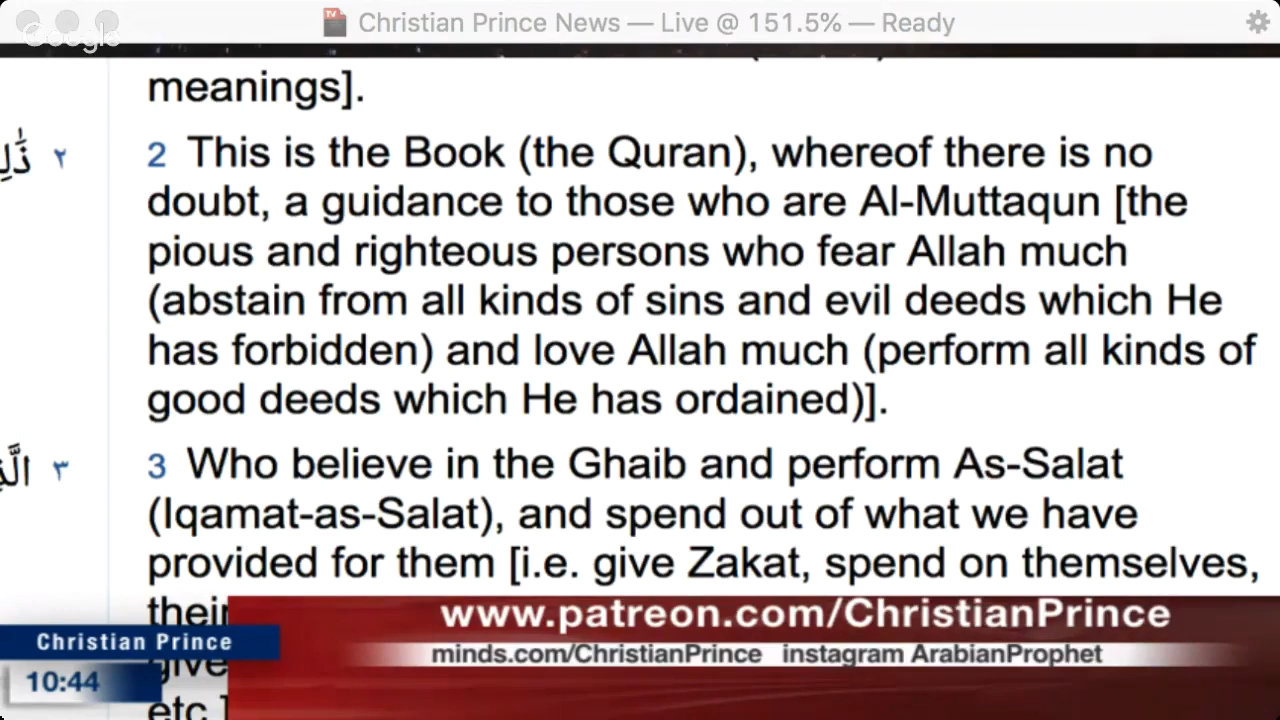 Christian Prince News — Live @ 151.5% — Ready
Google
meanings].
٢
2 This is the Book (the Quran), whereof there is no
doubt, a guidance to those who are Al-Muttaqun [the
pious and righteous persons who fear Allah much
(abstain from all kinds of sins and evil deeds which He
has forbidden) and love Allah much (perform all kinds of
good deeds which He has ordained)].
٣
3 Who believe in the Ghaib and perform As-Salat
(Iqamat-as-Salat), and spend out of what we have
provided for them [i.e. give Zakat, spend on themselves,
their
give
etc.]
www.patreon.com/ChristianPrince
Christian Prince
minds.com/ChristianPrince instagram ArabianProphet
10:44